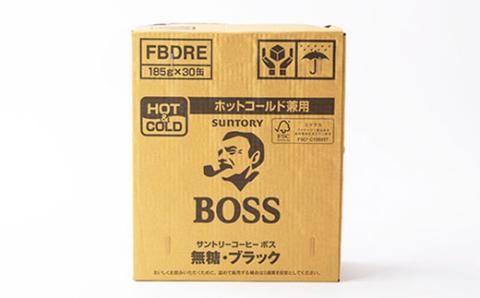 FBDRE
185g×30缶
HOT
&
COLD
ホットコールド兼用
SUNTORY
FSC
BOSS
サントリーコーヒー ボス
無糖・ブラック